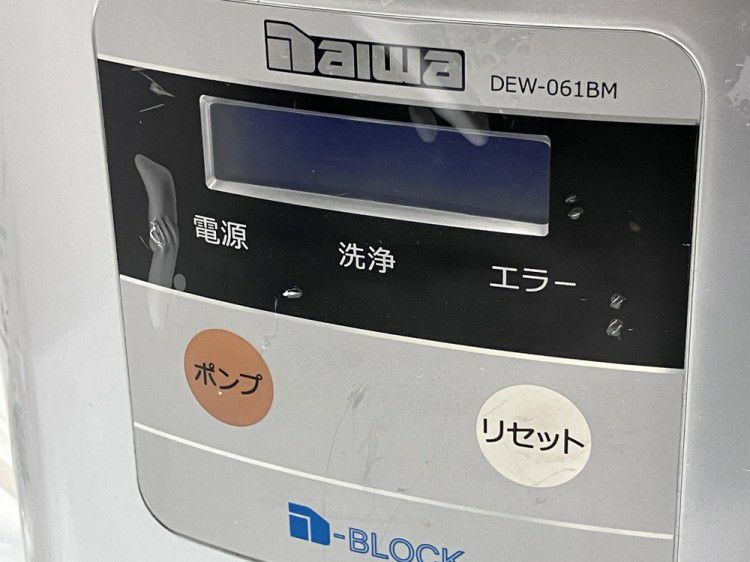 Daiwa
DEW-061BM
電源
洗浄
エラー
ポンプ
リセット
D-BLOCK